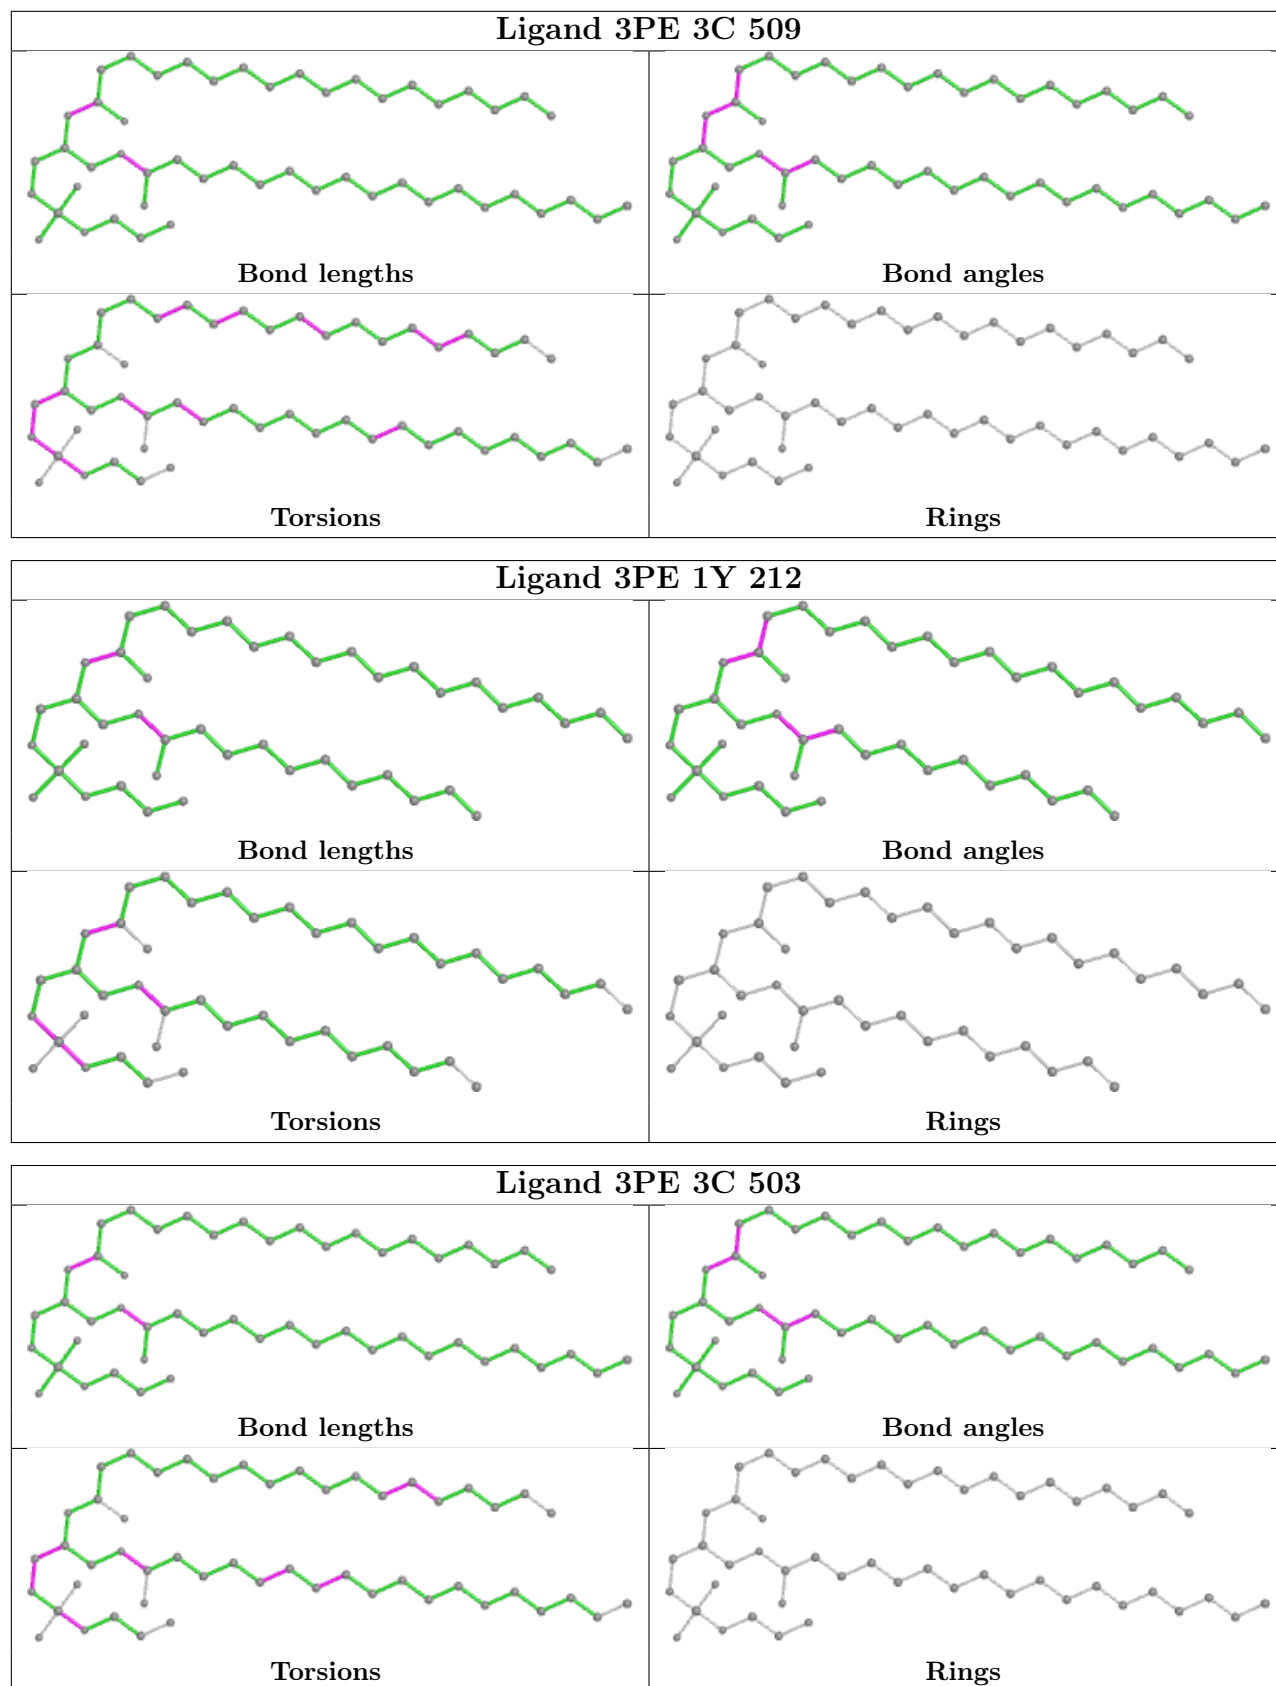 Ligand 3PE 3C 509
Bond lengths
Bond angles
Torsions
Rings
Ligand 3PE 1Y 212
Bond lengths
Bond angles
Torsions
Rings
Ligand 3PE 3C 503
Bond lengths
Bond angles
Torsions
Rings